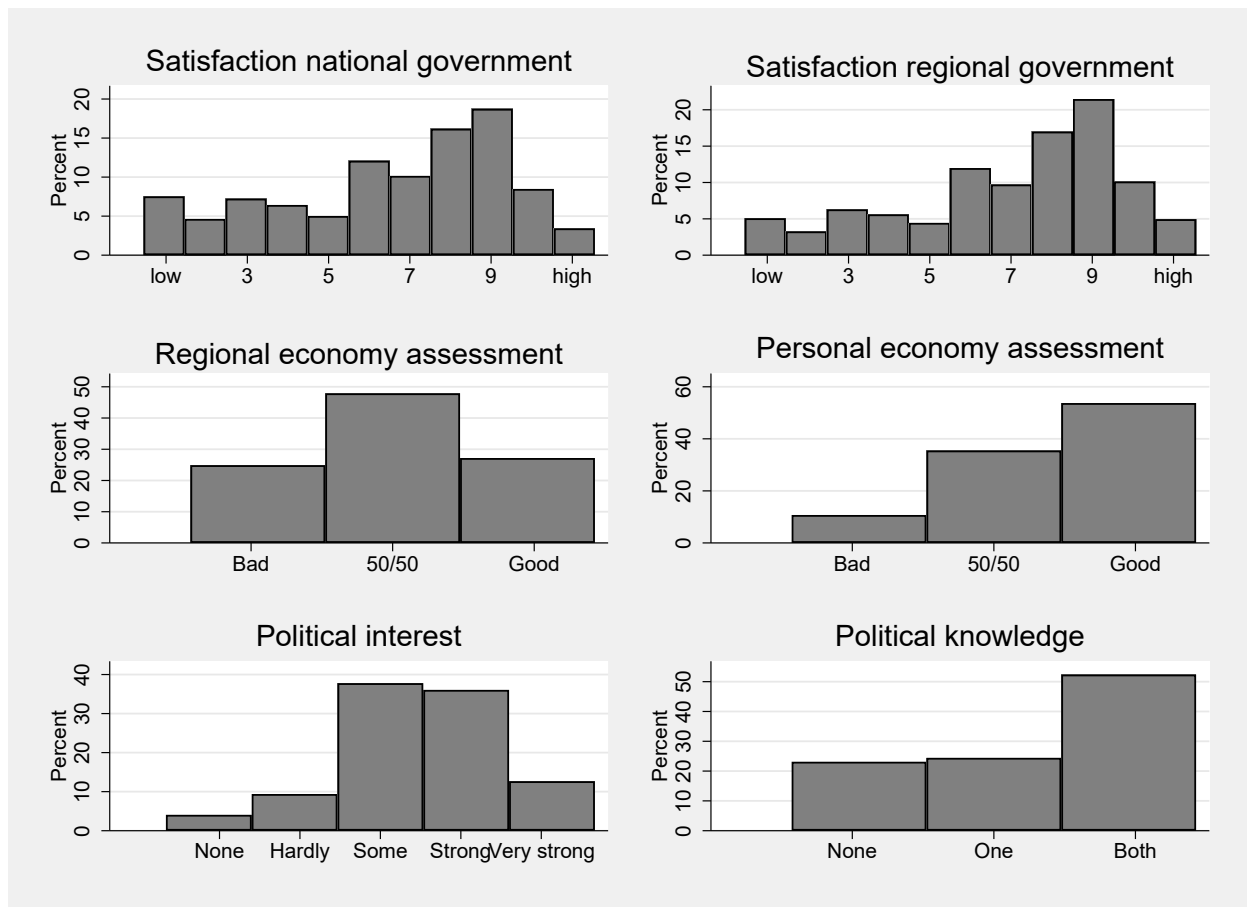 Satisfaction national government
Percent
20
15
10
5
0
low 3 5 7 9 high
Satisfaction regional government
Percent
20
15
10
5
0
low 3 5 7 9 high
Regional economy assessment
Percent
50
40
30
20
10
0
Bad 50/50 Good
Personal economy assessment
Percent
60
40
20
0
Bad 50/50 Good
Political interest
Percent
40
30
20
10
0
None Hardly Some Strong Very strong
Political knowledge
Percent
50
40
30
20
10
0
None One Both